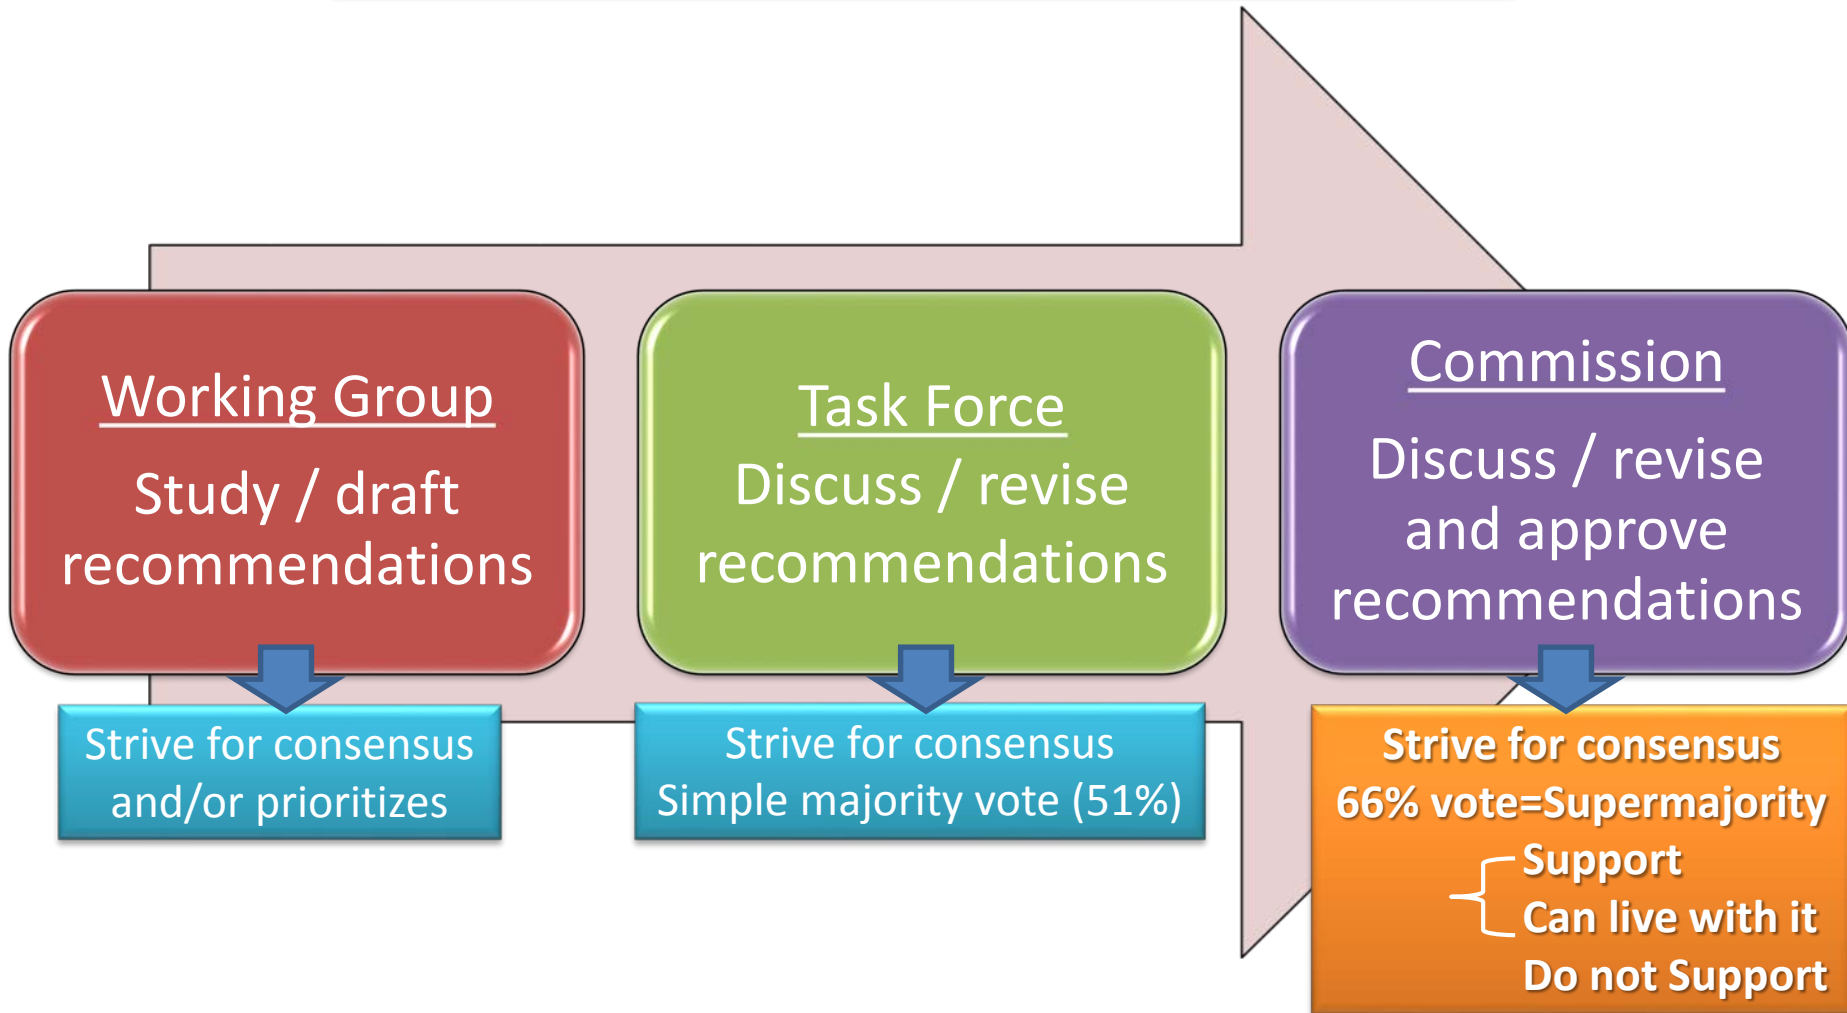 Working Group
Study / draft
recommendations
Strive for consensus
and/or prioritizes
Task Force
Discuss / revise
recommendations
Strive for consensus
Simple majority vote (51%)
Commission
Discuss / revise
and approve
recommendations
Strive for consensus
66% vote=Supermajority
Support
Can live with it
Do not Support